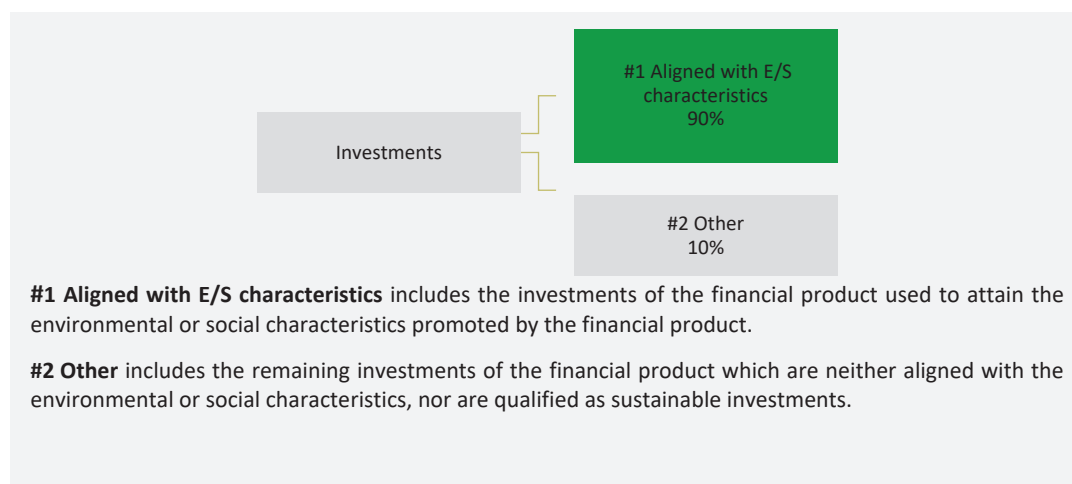 #1 Aligned with E/S
characteristics
90%
Investments
#2 Other
10%
#1 Aligned with E/S characteristics includes the investments of the financial product used to attain the
environmental or social characteristics promoted by the financial product.
#2 Other includes the remaining investments of the financial product which are neither aligned with the
environmental or social characteristics, nor are qualified as sustainable investments.